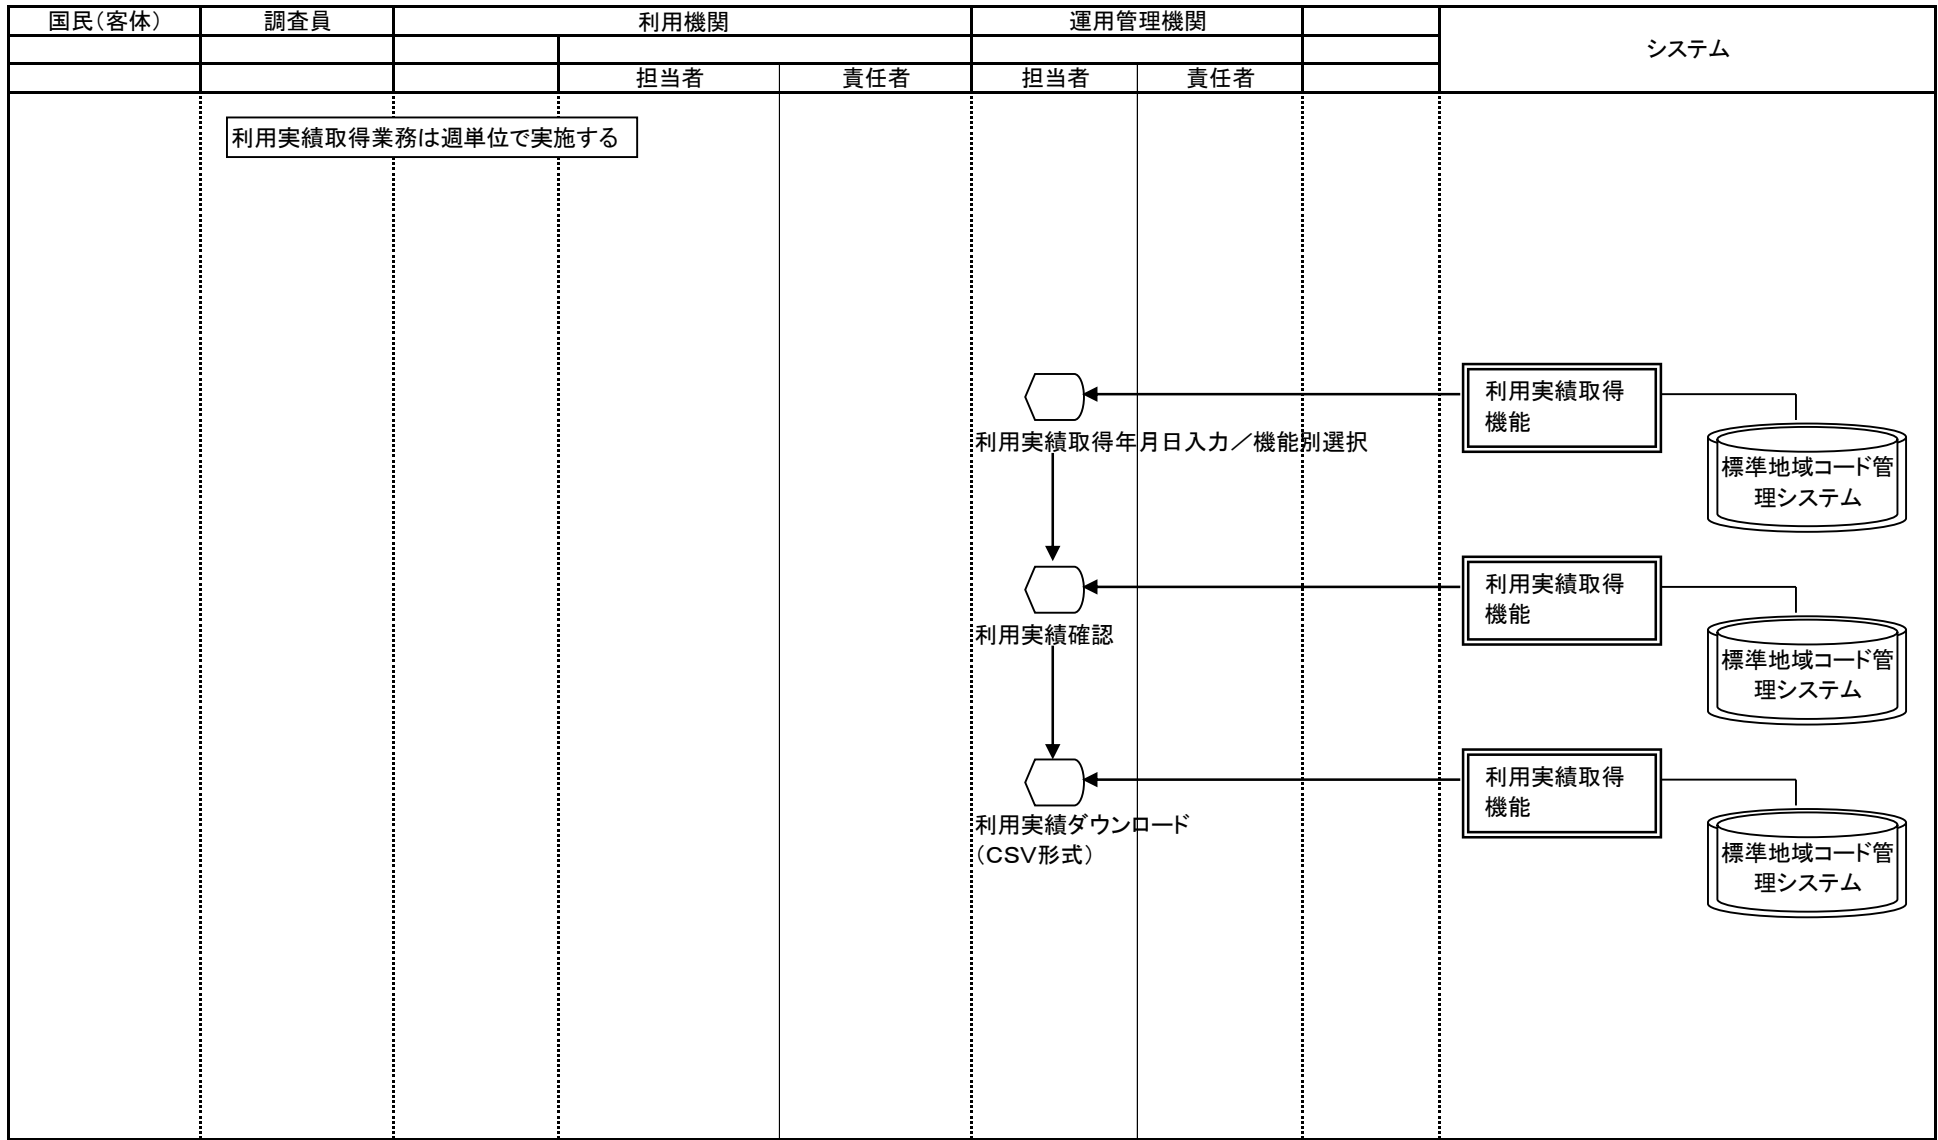 国民（客体）
調査員
利用機関
運用管理機関
システム
担当者
責任者
担当者
責任者
利用実績取得業務は週単位で実施する
利用実績取得
機能
利用実績取得年月日入力／機能別選択
標準地域コード管
理システム
利用実績取得
機能
利用実績確認
標準地域コード管
理システム
利用実績取得
機能
利用実績ダウンロード
（CSV形式）
標準地域コード管
理システム